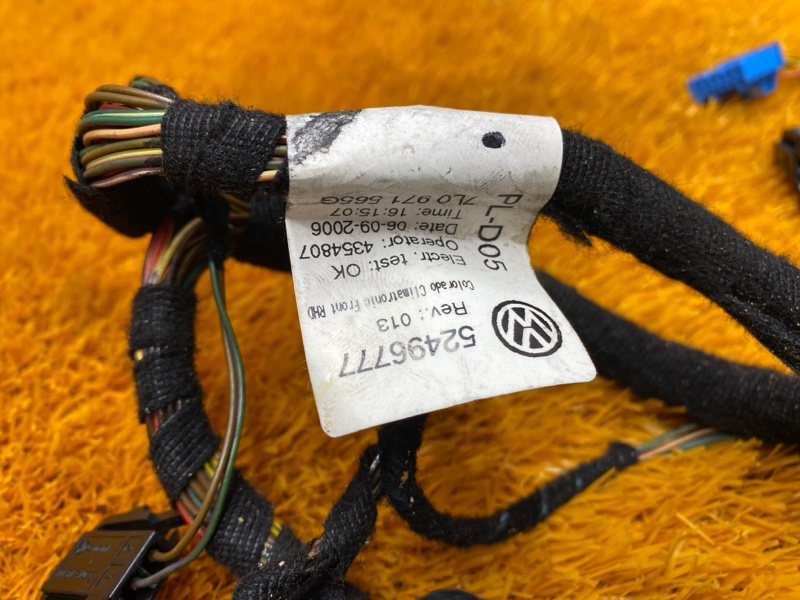 52496777
Rev.: 013
Colorado Climatronic Front RHD
Electr. test: OK
Operator: 4354807
Date: 06-09-2006
Time: 16:15:07
7L0 971 565G
PL-D05